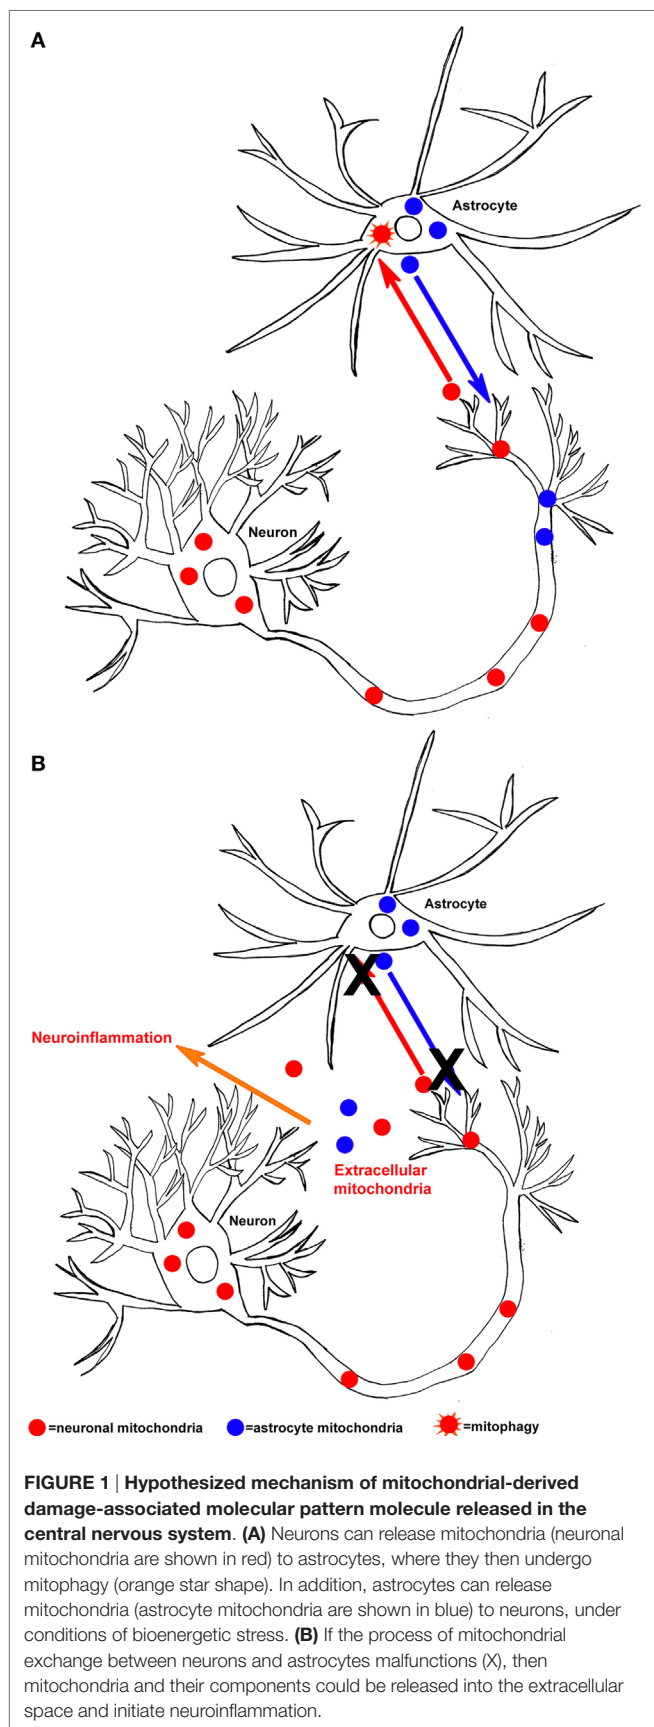 A
Astrocyte
Neuron
B
Astrocyte
X
X
Neuroinflammation
Extracellular
mitochondria
Neuron
=neuronal mitochondria =astrocyte mitochondria =mitophagy
FIGURE 1 | Hypothesized mechanism of mitochondrial-derived
damage-associated molecular pattern molecule released in the
central nervous system. (A) Neurons can release mitochondria (neuronal
mitochondria are shown in red) to astrocytes, where they then undergo
mitophagy (orange star shape). In addition, astrocytes can release
mitochondria (astrocyte mitochondria are shown in blue) to neurons, under
conditions of bioenergetic stress. (B) If the process of mitochondrial
exchange between neurons and astrocytes malfunctions (X), then
mitochondria and their components could be released into the extracellular
space and initiate neuroinflammation.